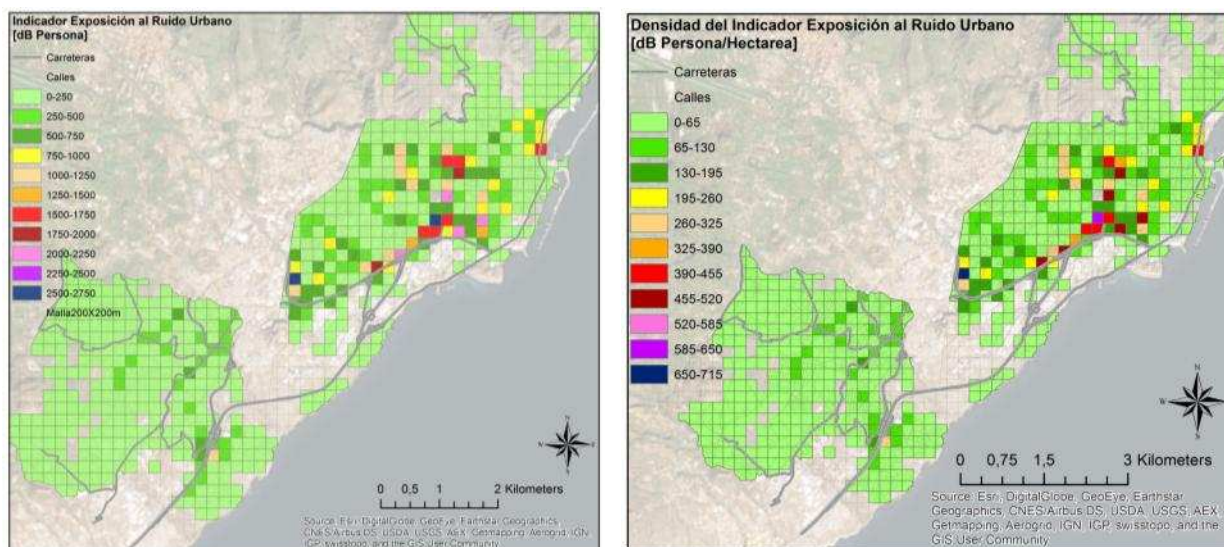 Indicador Exposición al Ruido Urbano
[dB Persona]
Carreteras
Calles
0-250
250-500
500-750
750-1000
1000-1250
1250-1500
1500-1750
1750-2000
2000-2250
2250-2500
2500-2750
Malla200X200m
N
S
0 0,5 1 2 Kilometers
Source: Esri, DigitalGlobe, GeoEye, Earthstar Geographics,
CNES/Airbus DS, USDA, USGS, AEX, Getmapping, Aerogrid, IGN,
IGP, swisstopo, and the GIS User Community
Densidad del Indicador Exposición al Ruido Urbano
[dB Persona/Hectarea]
Carreteras
Calles
0-65
65-130
130-195
195-260
260-325
325-390
390-455
455-520
520-585
585-650
650-715
N
W E
S
0 0,75 1,5 3 Kilometers
Source: Esri, DigitalGlobe, GeoEye, Earthstar
Geographics, CNES/Airbus DS, USDA, USGS, AEX,
Getmapping, Aerogrid, IGN, IGP, swisstopo, and the
GIS User Community